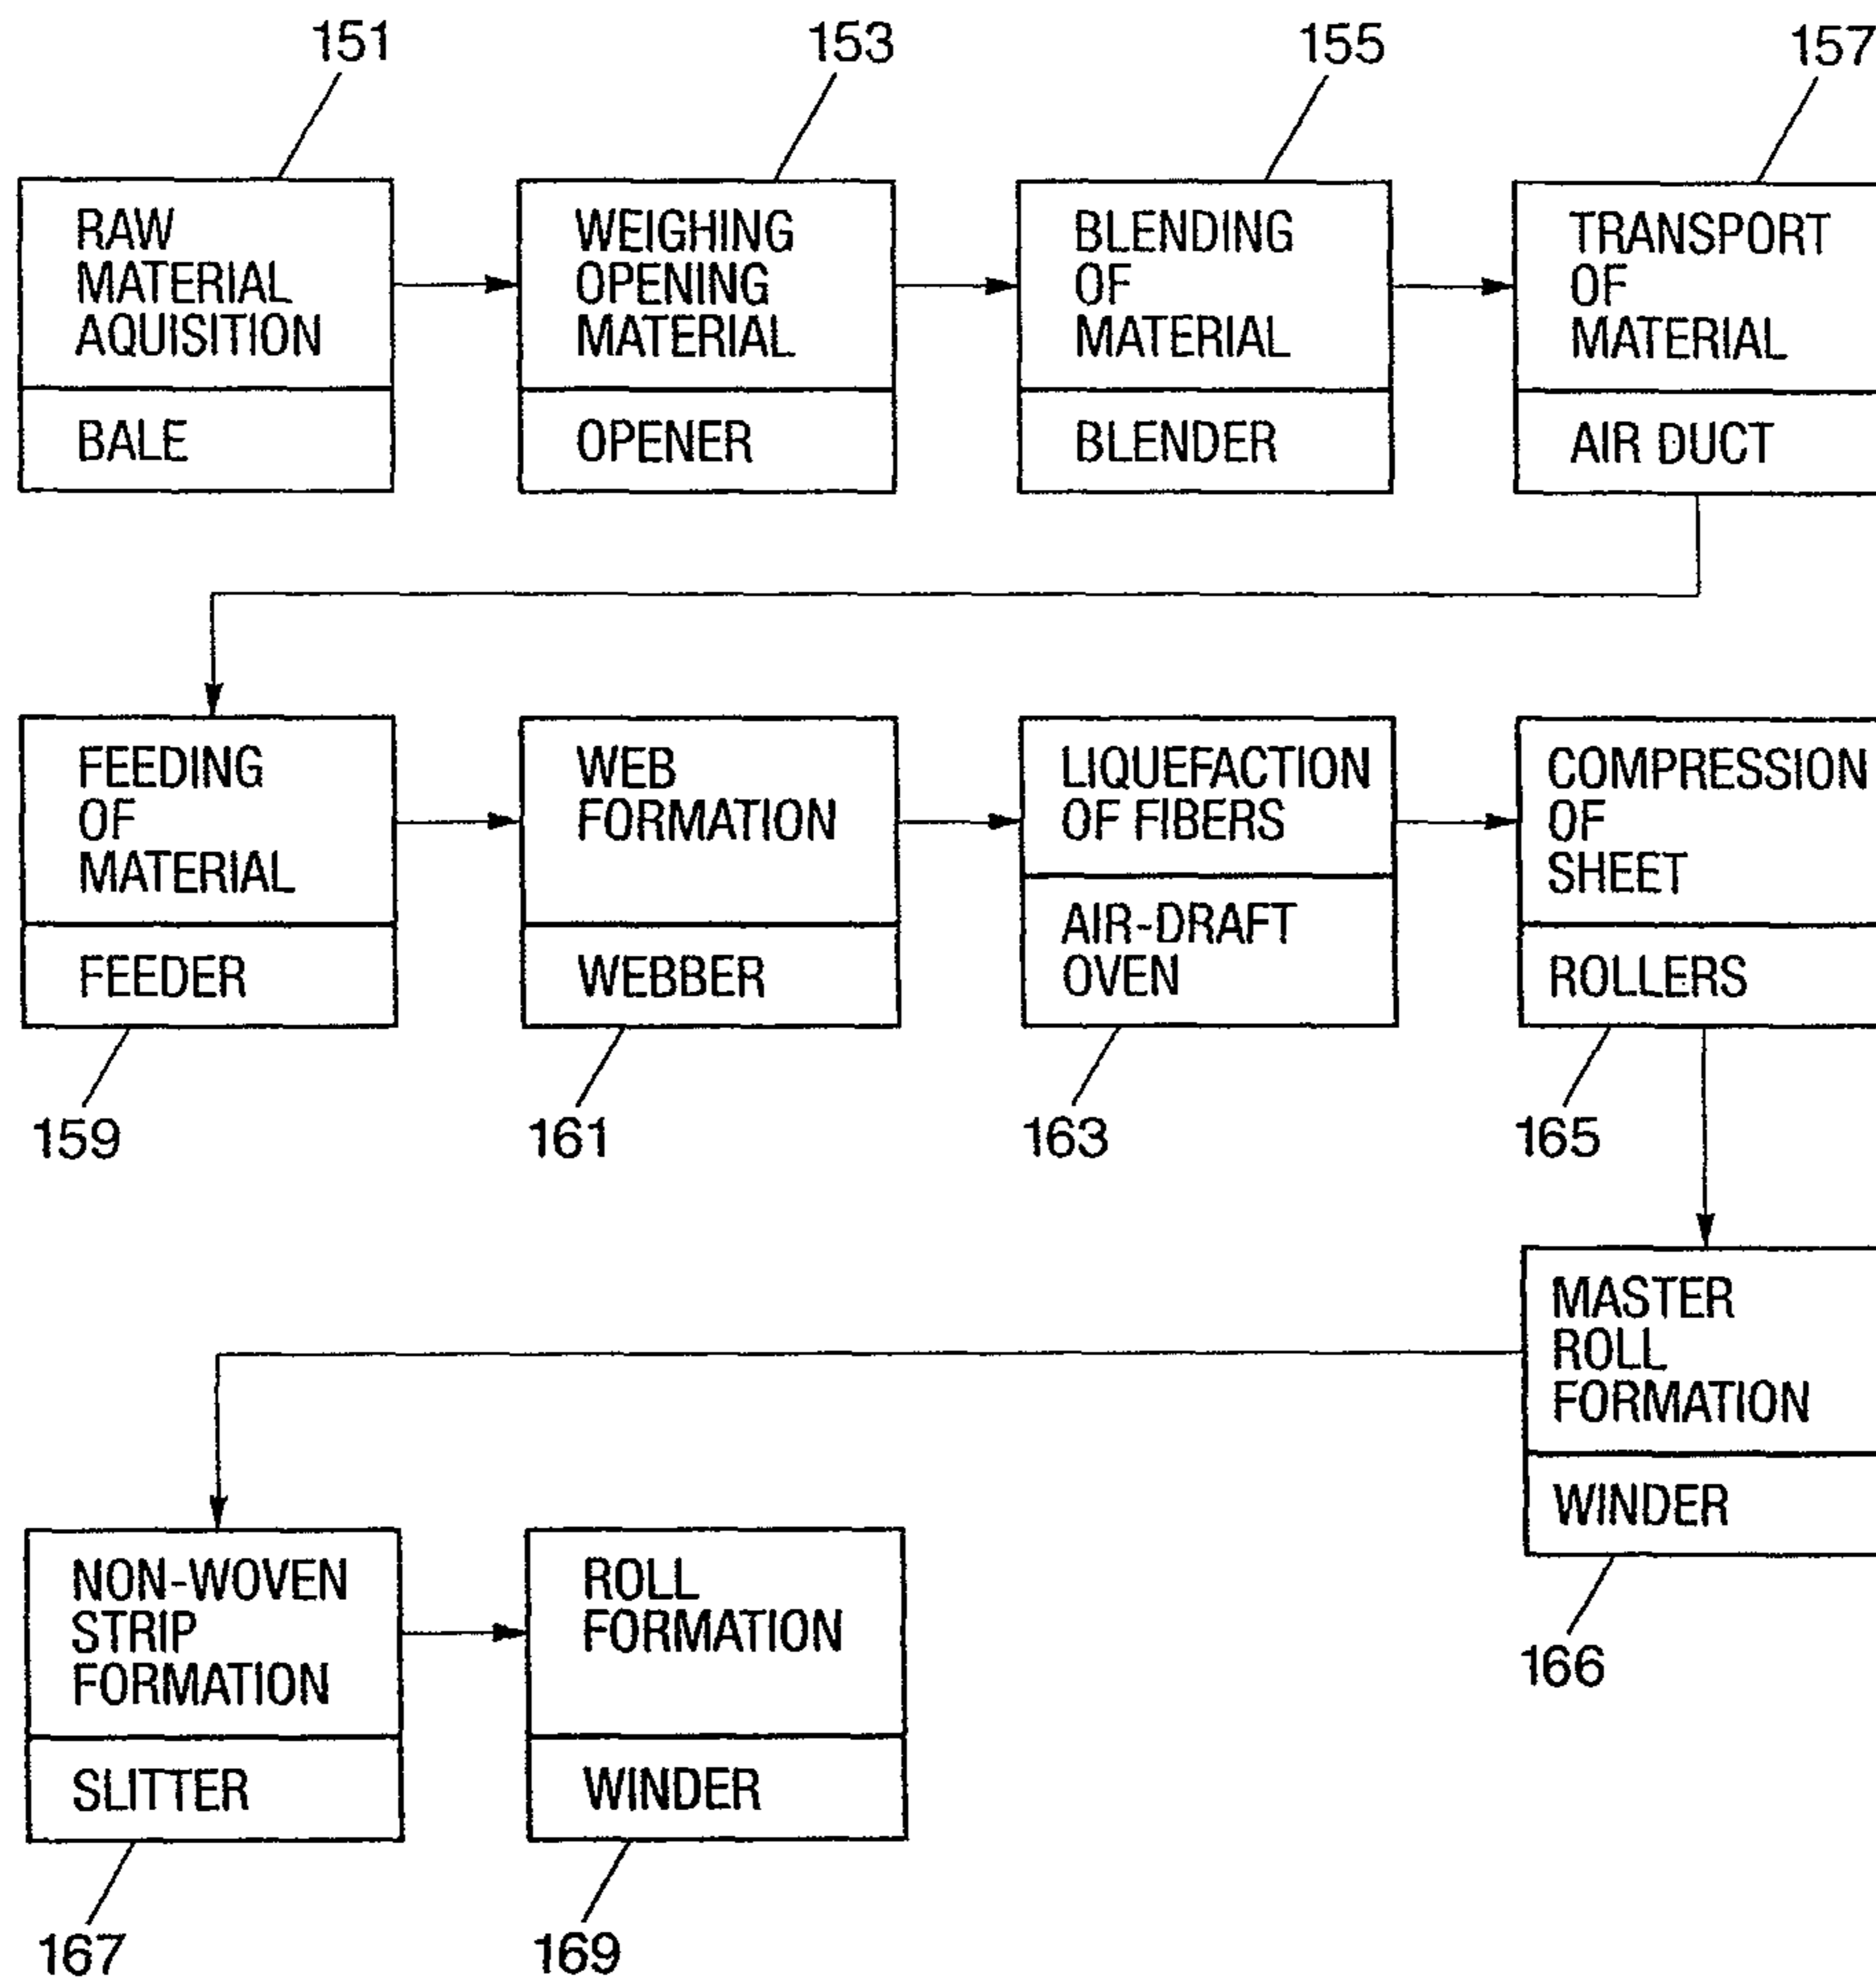 151
153
155
157
RAW
MATERIAL
AQUISITION
BALE
WEIGHING
OPENING
MATERIAL
OPENER
BLENDING
OF
MATERIAL
BLENDER
TRANSPORT
OF
MATERIAL
AIR DUCT
FEEDING
OF
MATERIAL
FEEDER
159
WEB
FORMATION
WEBBER
161
LIQUEFACTION
OF FIBERS
AIR-DRAFT
OVEN
163
COMPRESSION
OF
SHEET
ROLLERS
165
MASTER
ROLL
FORMATION
WINDER
166
NON-WOVEN
STRIP
FORMATION
SLITTER
167
ROLL
FORMATION
WINDER
169